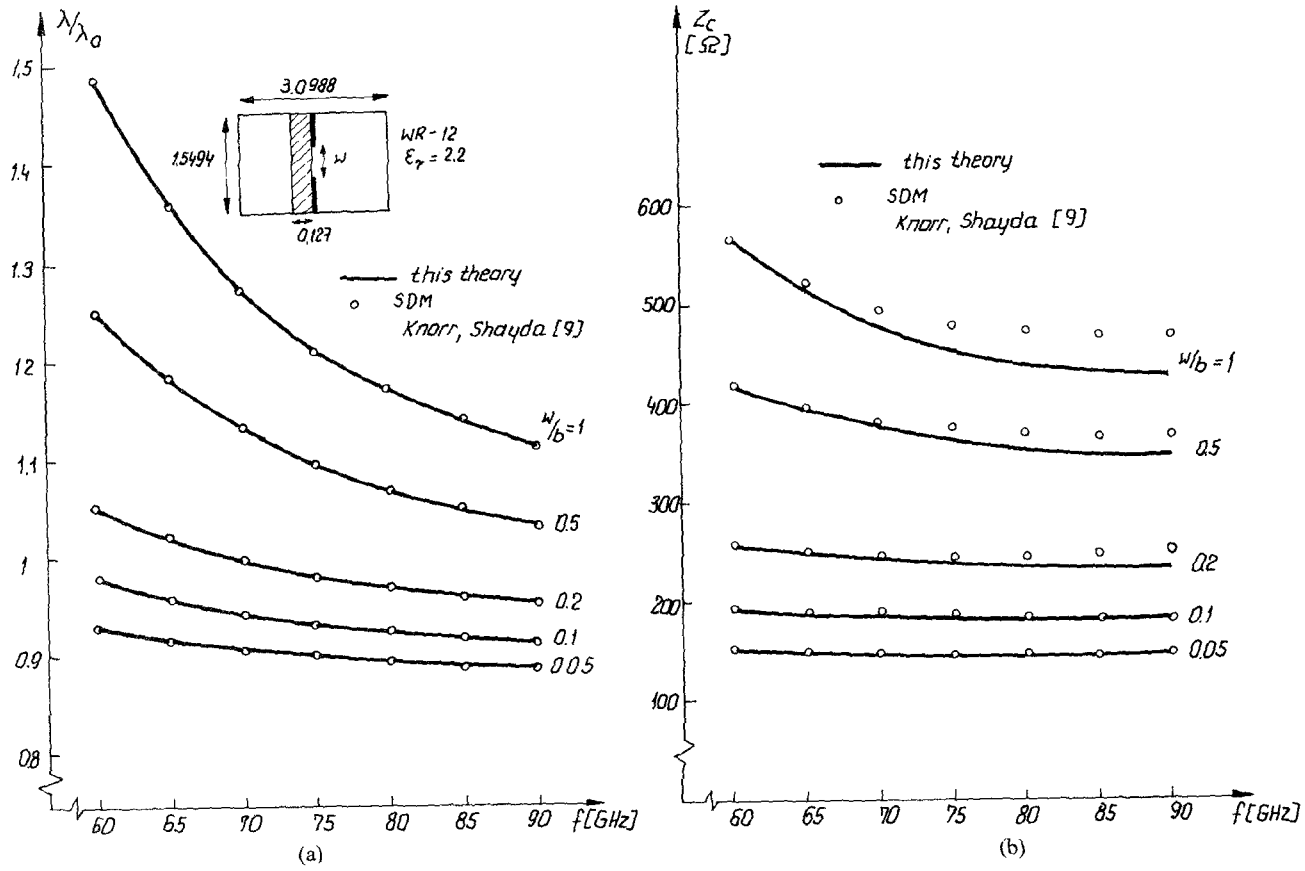 λ/λ₀
1.5
1.4
1.3
1.2
1.1
1
0.9
0.8
3.0988
1.5494
W
0.127
WR-12
εᵣ = 2.2
this theory
SDM
Knorr, Shayda [9]
W/b=1
0.5
0.2
0.1
0.05
60 65 70 75 80 85 90 f[GHz]
(a)
Zc
[Ω]
600
500
400
300
200
100
this theory
SDM
Knorr, Shayda [9]
W/b=1
0.5
0.2
0.1
0.05
60 65 70 75 80 85 90 f[GHz]
(b)